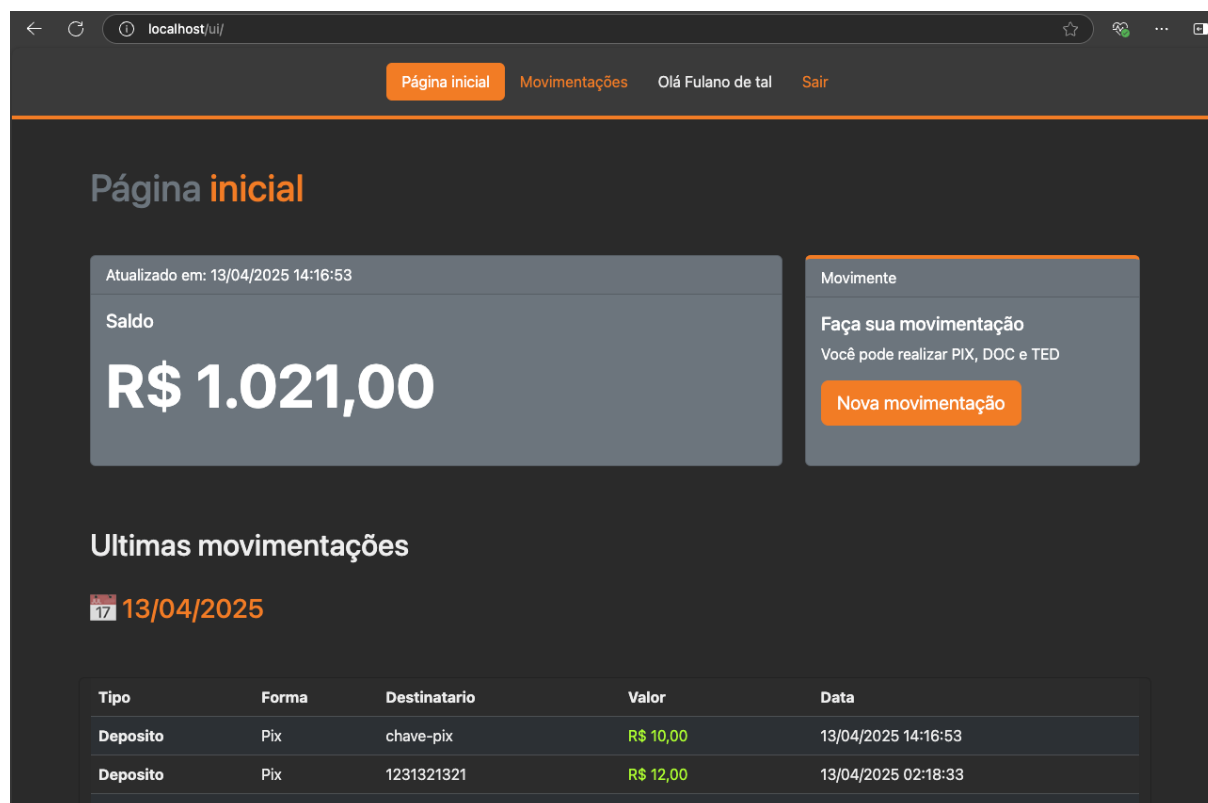 localhost/ui/
Página inicial Movimentações Olá Fulano de tal Sair
Página inicial
Atualizado em: 13/04/2025 14:16:53
Saldo
R$ 1.021,00
Movimente
Faça sua movimentação
Você pode realizar PIX, DOC e TED
Nova movimentação
Ultimas movimentações
17 13/04/2025
Tipo Forma Destinatario Valor Data
Deposito Pix chave-pix R$ 10,00 13/04/2025 14:16:53
Deposito Pix 1231321321 R$ 12,00 13/04/2025 02:18:33